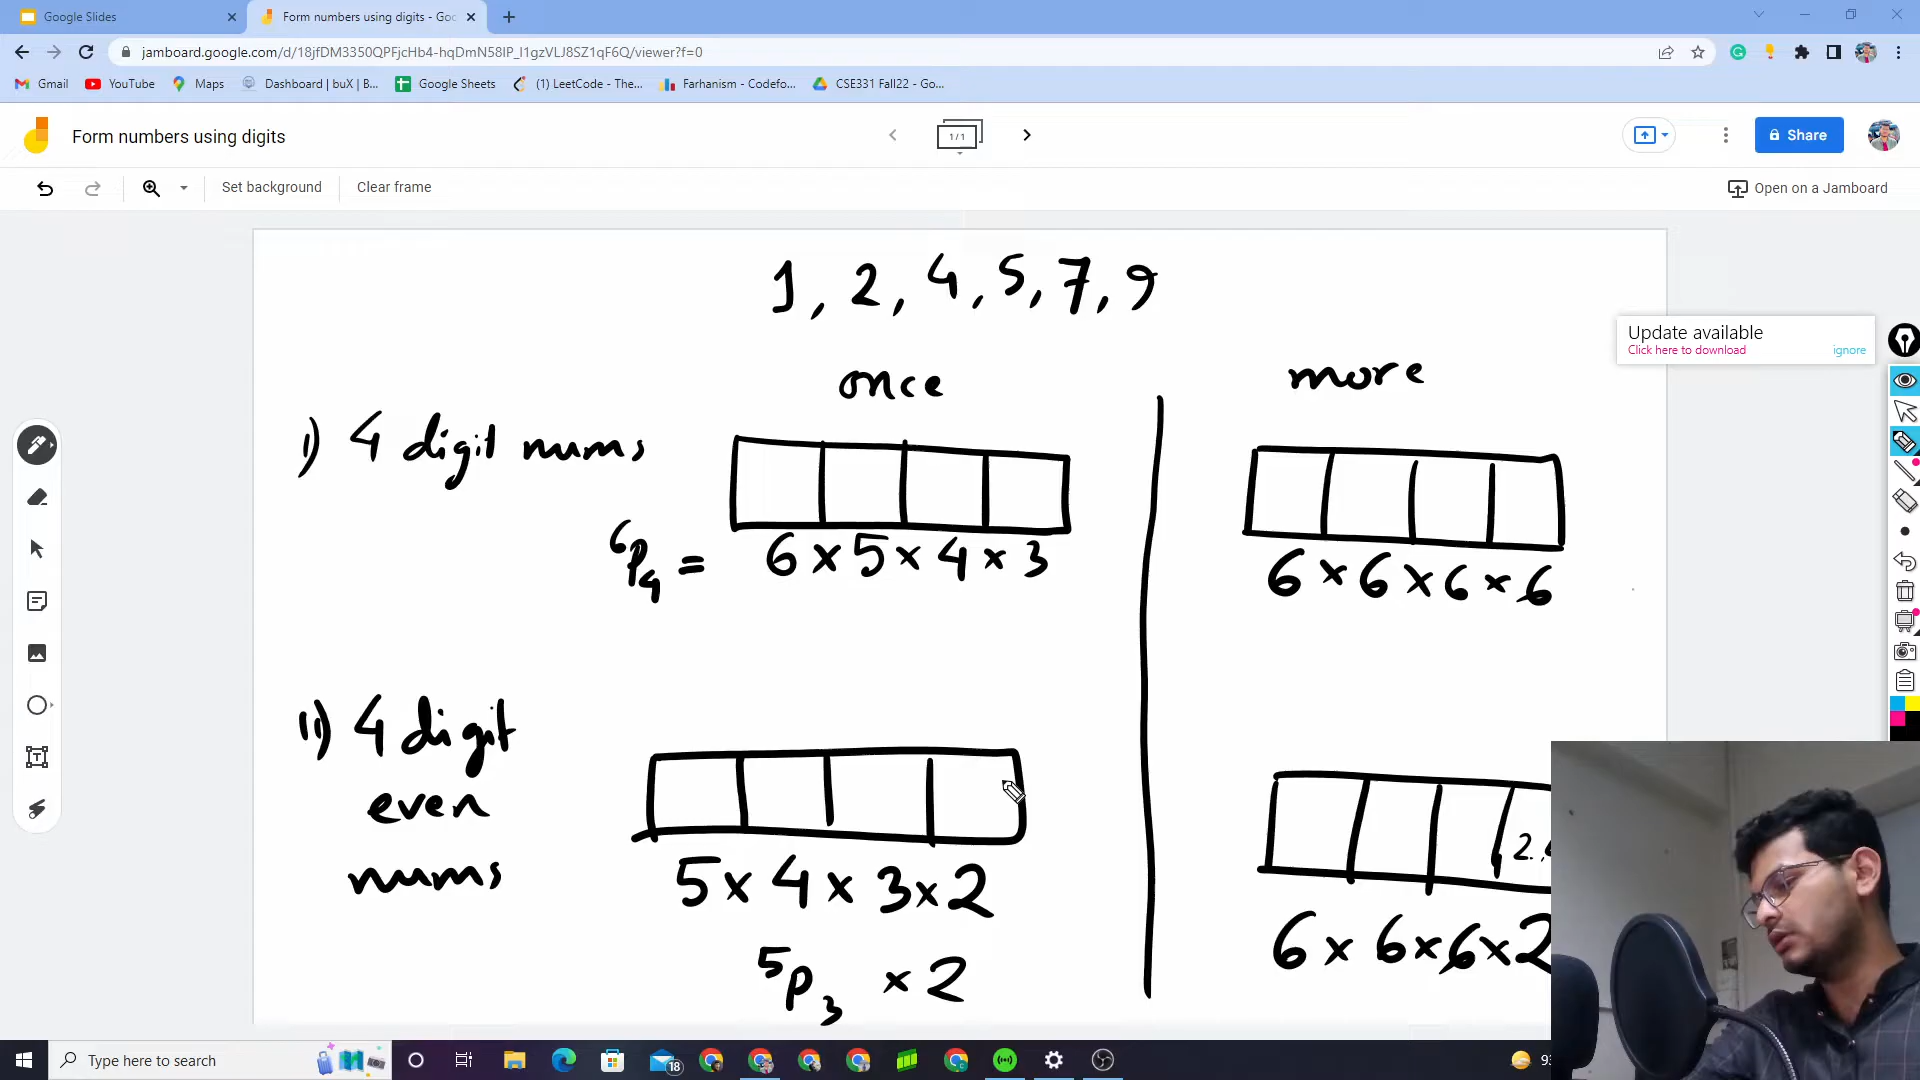 Google Slides
Form numbers using digits - Goo
jamboard.google.com/d/18jfDM3350QPFjcHb4-hqDmN58IP_I1gzVLJ8SZ1qF6Q/viewer?f=0
Gmail YouTube Maps Dashboard | buX | B... Google Sheets (1) LeetCode - The... Farhanism - Codefo... CSE331 Fall22 - Go...
Form numbers using digits
1 / 1
Share
Set background
Clear frame
Open on a Jamboard
1, 2, 4, 5, 7, 9
Update available
Click here to download ignore
once
more
i) 4 digit nums
⁶P₄ = 6 × 5 × 4 × 3
6 × 6 × 6 × 6
ii) 4 digit
even
nums
2,
5 × 4 × 3 × 2
6 × 6 × 6 × 2
⁵P₃ × 2
Type here to search
18